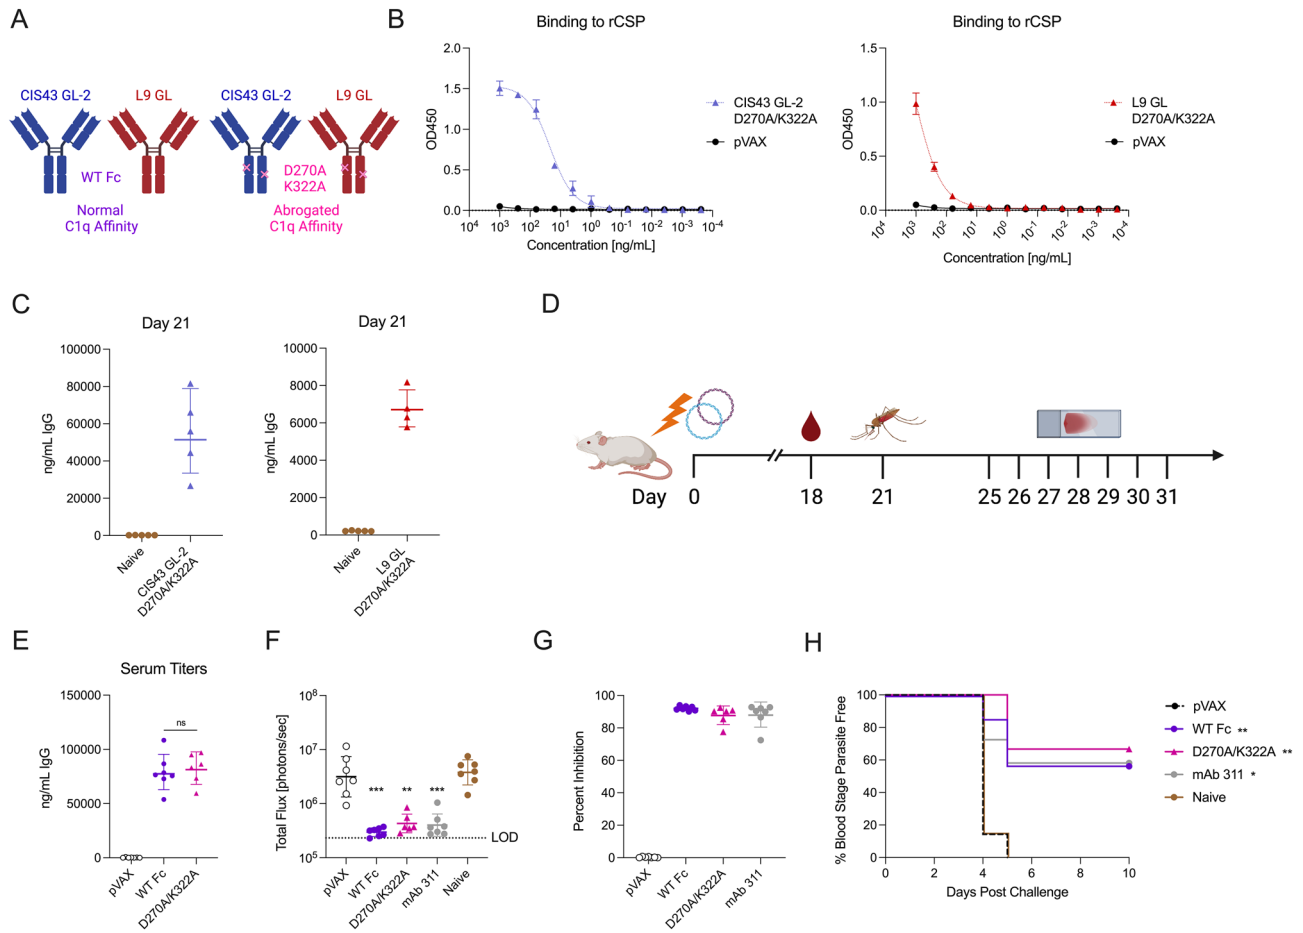 A
CIS43 GL-2
L9 GL
CIS43 GL-2
L9 GL
WT Fc
D270A
K322A
Normal
C1q Affinity
Abrogated
C1q Affinity
B
Binding to rCSP
OD450
2.0
1.5
1.0
0.5
0.0
10⁴ 10³ 10² 10¹ 10⁰ 10⁻¹ 10⁻² 10⁻³ 10⁻⁴
Concentration [ng/mL]
CIS43 GL-2
D270A/K322A
pVAX
Binding to rCSP
OD450
1.5
1.0
0.5
0.0
10⁴ 10³ 10² 10¹ 10⁰ 10⁻¹ 10⁻² 10⁻³ 10⁻⁴
Concentration [ng/mL]
L9 GL
D270A/K322A
pVAX
C
Day 21
ng/mL IgG
100000
80000
60000
40000
20000
0
Naive
CIS43 GL-2
D270A/K322A
Day 21
ng/mL IgG
10000
8000
6000
4000
2000
0
Naive
L9 GL
D270A/K322A
D
Day 0 18 21 25 26 27 28 29 30 31
E
Serum Titers
ng/mL IgG
150000
100000
50000
0
ns
pVAX
WT Fc
D270A/K322A
F
Total Flux [photons/sec]
10⁸
10⁷
10⁶
10⁵
*** ** ***
LOD
pVAX
WT Fc
D270A/K322A
mAb 311
Naive
G
Percent Inhibition
100
80
60
40
20
0
pVAX
WT Fc
D270A/K322A
mAb 311
H
% Blood Stage Parasite Free
100
80
60
40
20
0
0 2 4 6 8 10
Days Post Challenge
pVAX
WT Fc **
D270A/K322A **
mAb 311 *
Naive